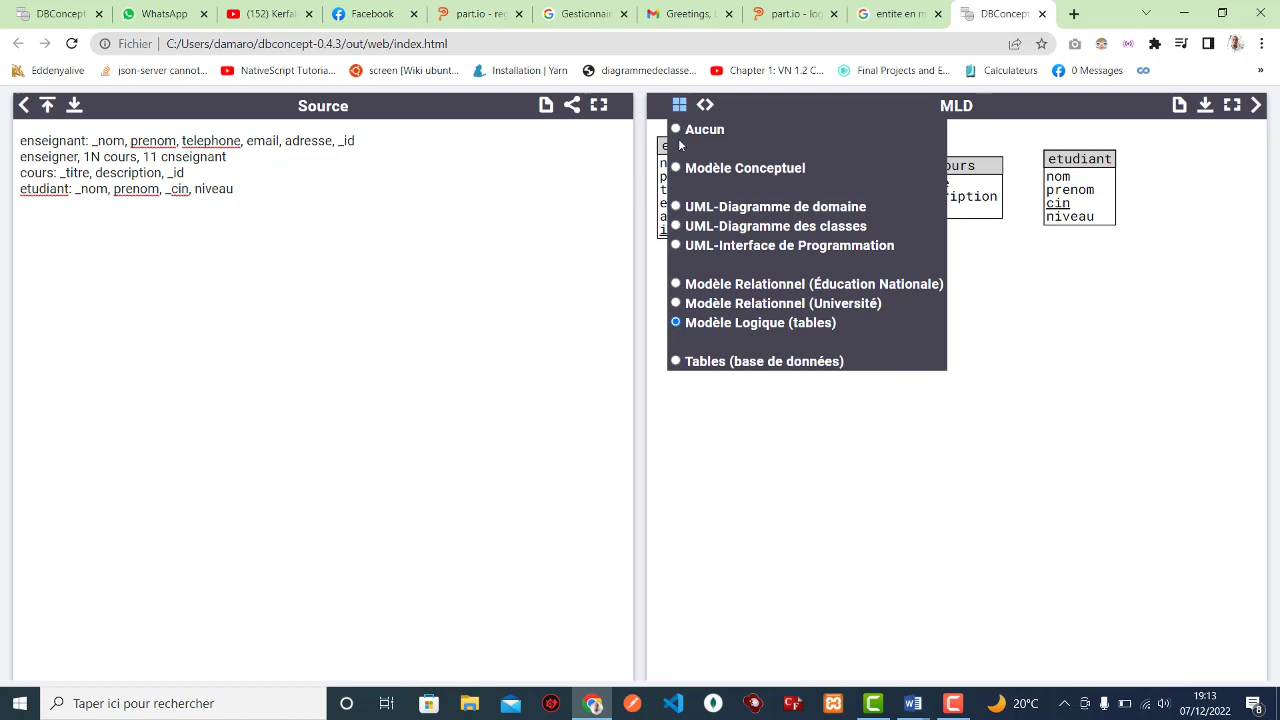 DBConcept
WhatsApp
(152) Kerfal
Facebook
part.io - reg
Gestionnair
Greetings, I
part.io - log
entite en m
DBConcept
Fichier
C:/Users/damaro/dbconcept-0.4.3/out/web/index.html
Eddenyalive
json-server cannot...
NativeScript Tutoria...
screen [Wiki ubunt...
Installation | Yarn
diagrammedeclasse...
Chapter 1: VN 1.2 C...
Final Projects and E...
Calculateurs
0 Messages
»
Source
MLD
enseignant: _nom, prenom, telephone, email, adresse, _id
enseigner, 1N cours, 11 cnseignant
cours: _titre, description, _id
etudiant: _nom, prenom, _cin, niveau
Aucun
Modèle Conceptuel
UML-Diagramme de domaine
UML-Diagramme des classes
UML-Interface de Programmation
Modèle Relationnel (Éducation Nationale)
Modèle Relationnel (Université)
Modèle Logique (tables)
Tables (base de données)
ours
ription
etudiant
nom
prenom
cin
niveau
Taper ici pour rechercher
20°C
19:13
07/12/2022
8